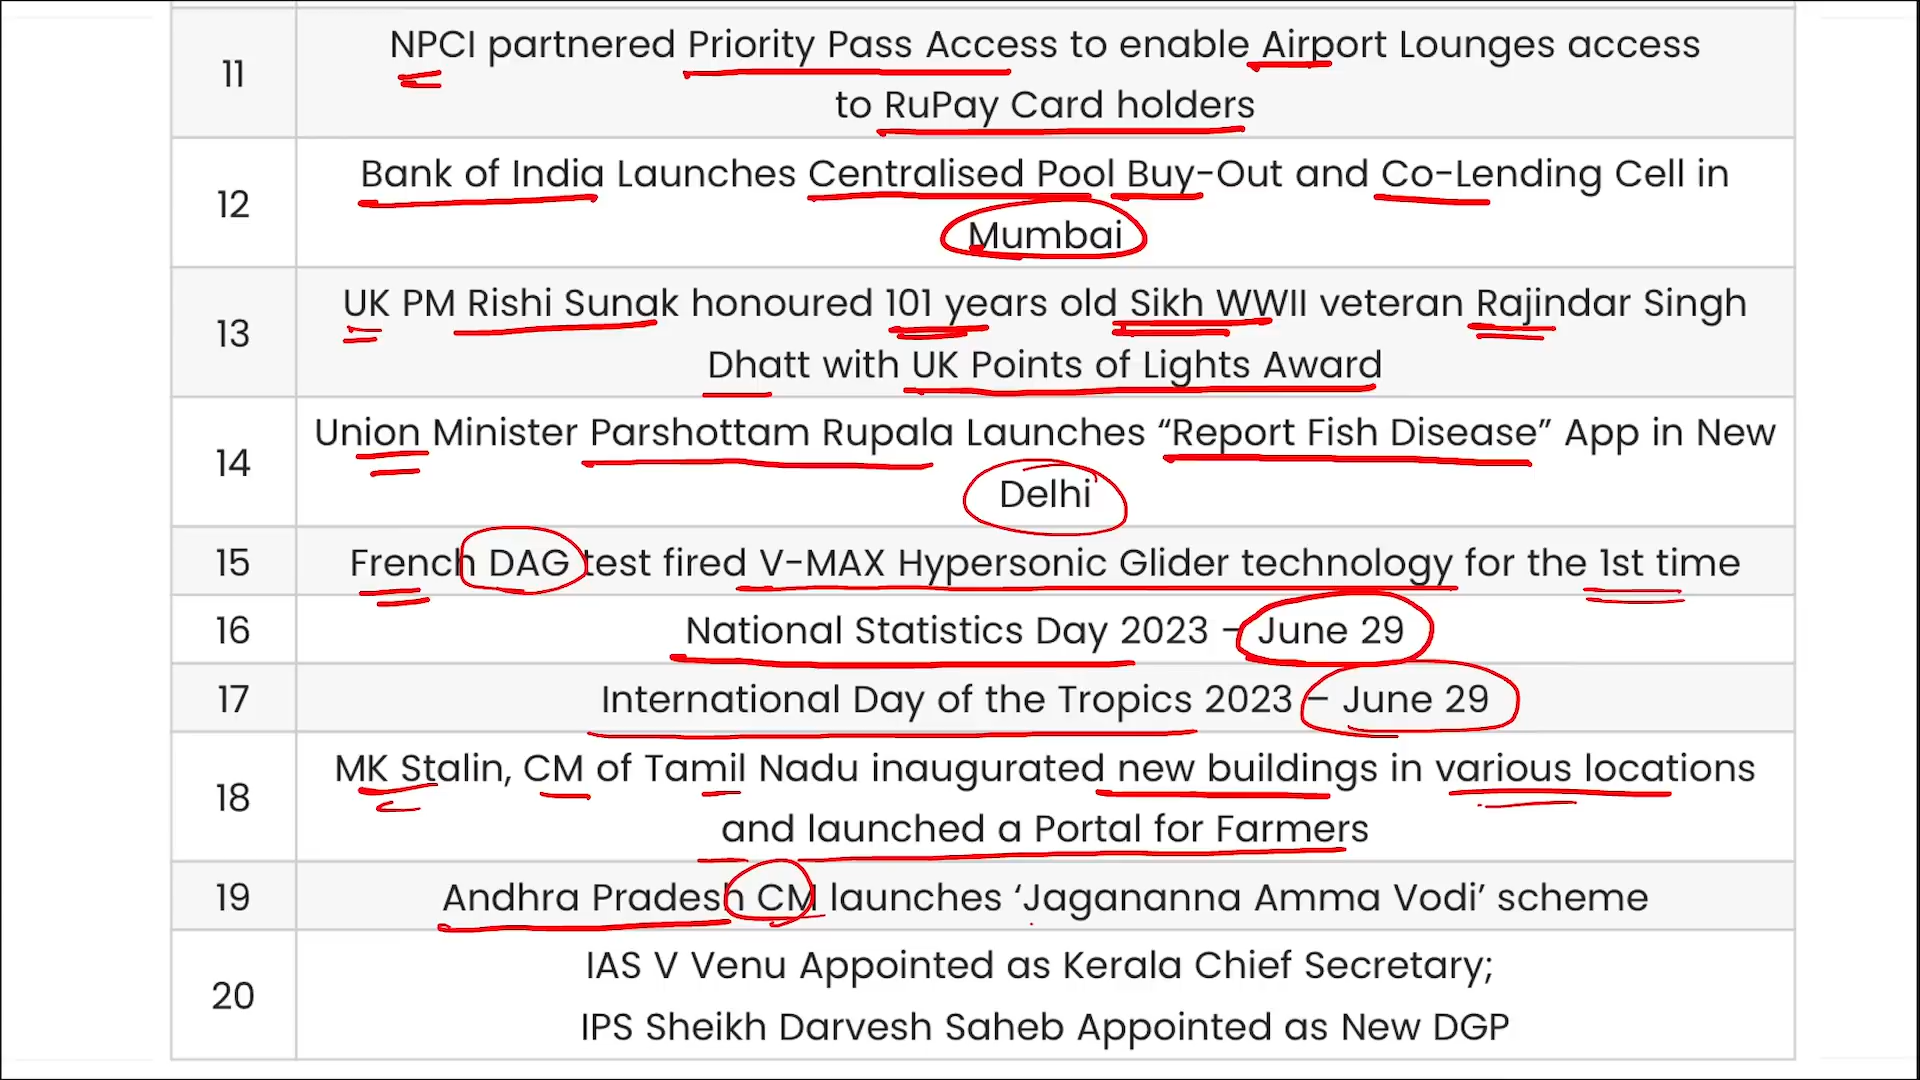 11
NPCI partnered Priority Pass Access to enable Airport Lounges access
to RuPay Card holders
12
Bank of India Launches Centralised Pool Buy-Out and Co-Lending Cell in
Mumbai
13
UK PM Rishi Sunak honoured 101 years old Sikh WWII veteran Rajindar Singh
Dhatt with UK Points of Lights Award
14
Union Minister Parshottam Rupala Launches “Report Fish Disease” App in New
Delhi
15
French DAG test fired V-MAX Hypersonic Glider technology for the 1st time
16
National Statistics Day 2023 – June 29
17
International Day of the Tropics 2023 – June 29
18
MK Stalin, CM of Tamil Nadu inaugurated new buildings in various locations
and launched a Portal for Farmers
19
Andhra Pradesh CM launches ‘Jagananna Amma Vodi’ scheme
20
IAS V Venu Appointed as Kerala Chief Secretary;
IPS Sheikh Darvesh Saheb Appointed as New DGP